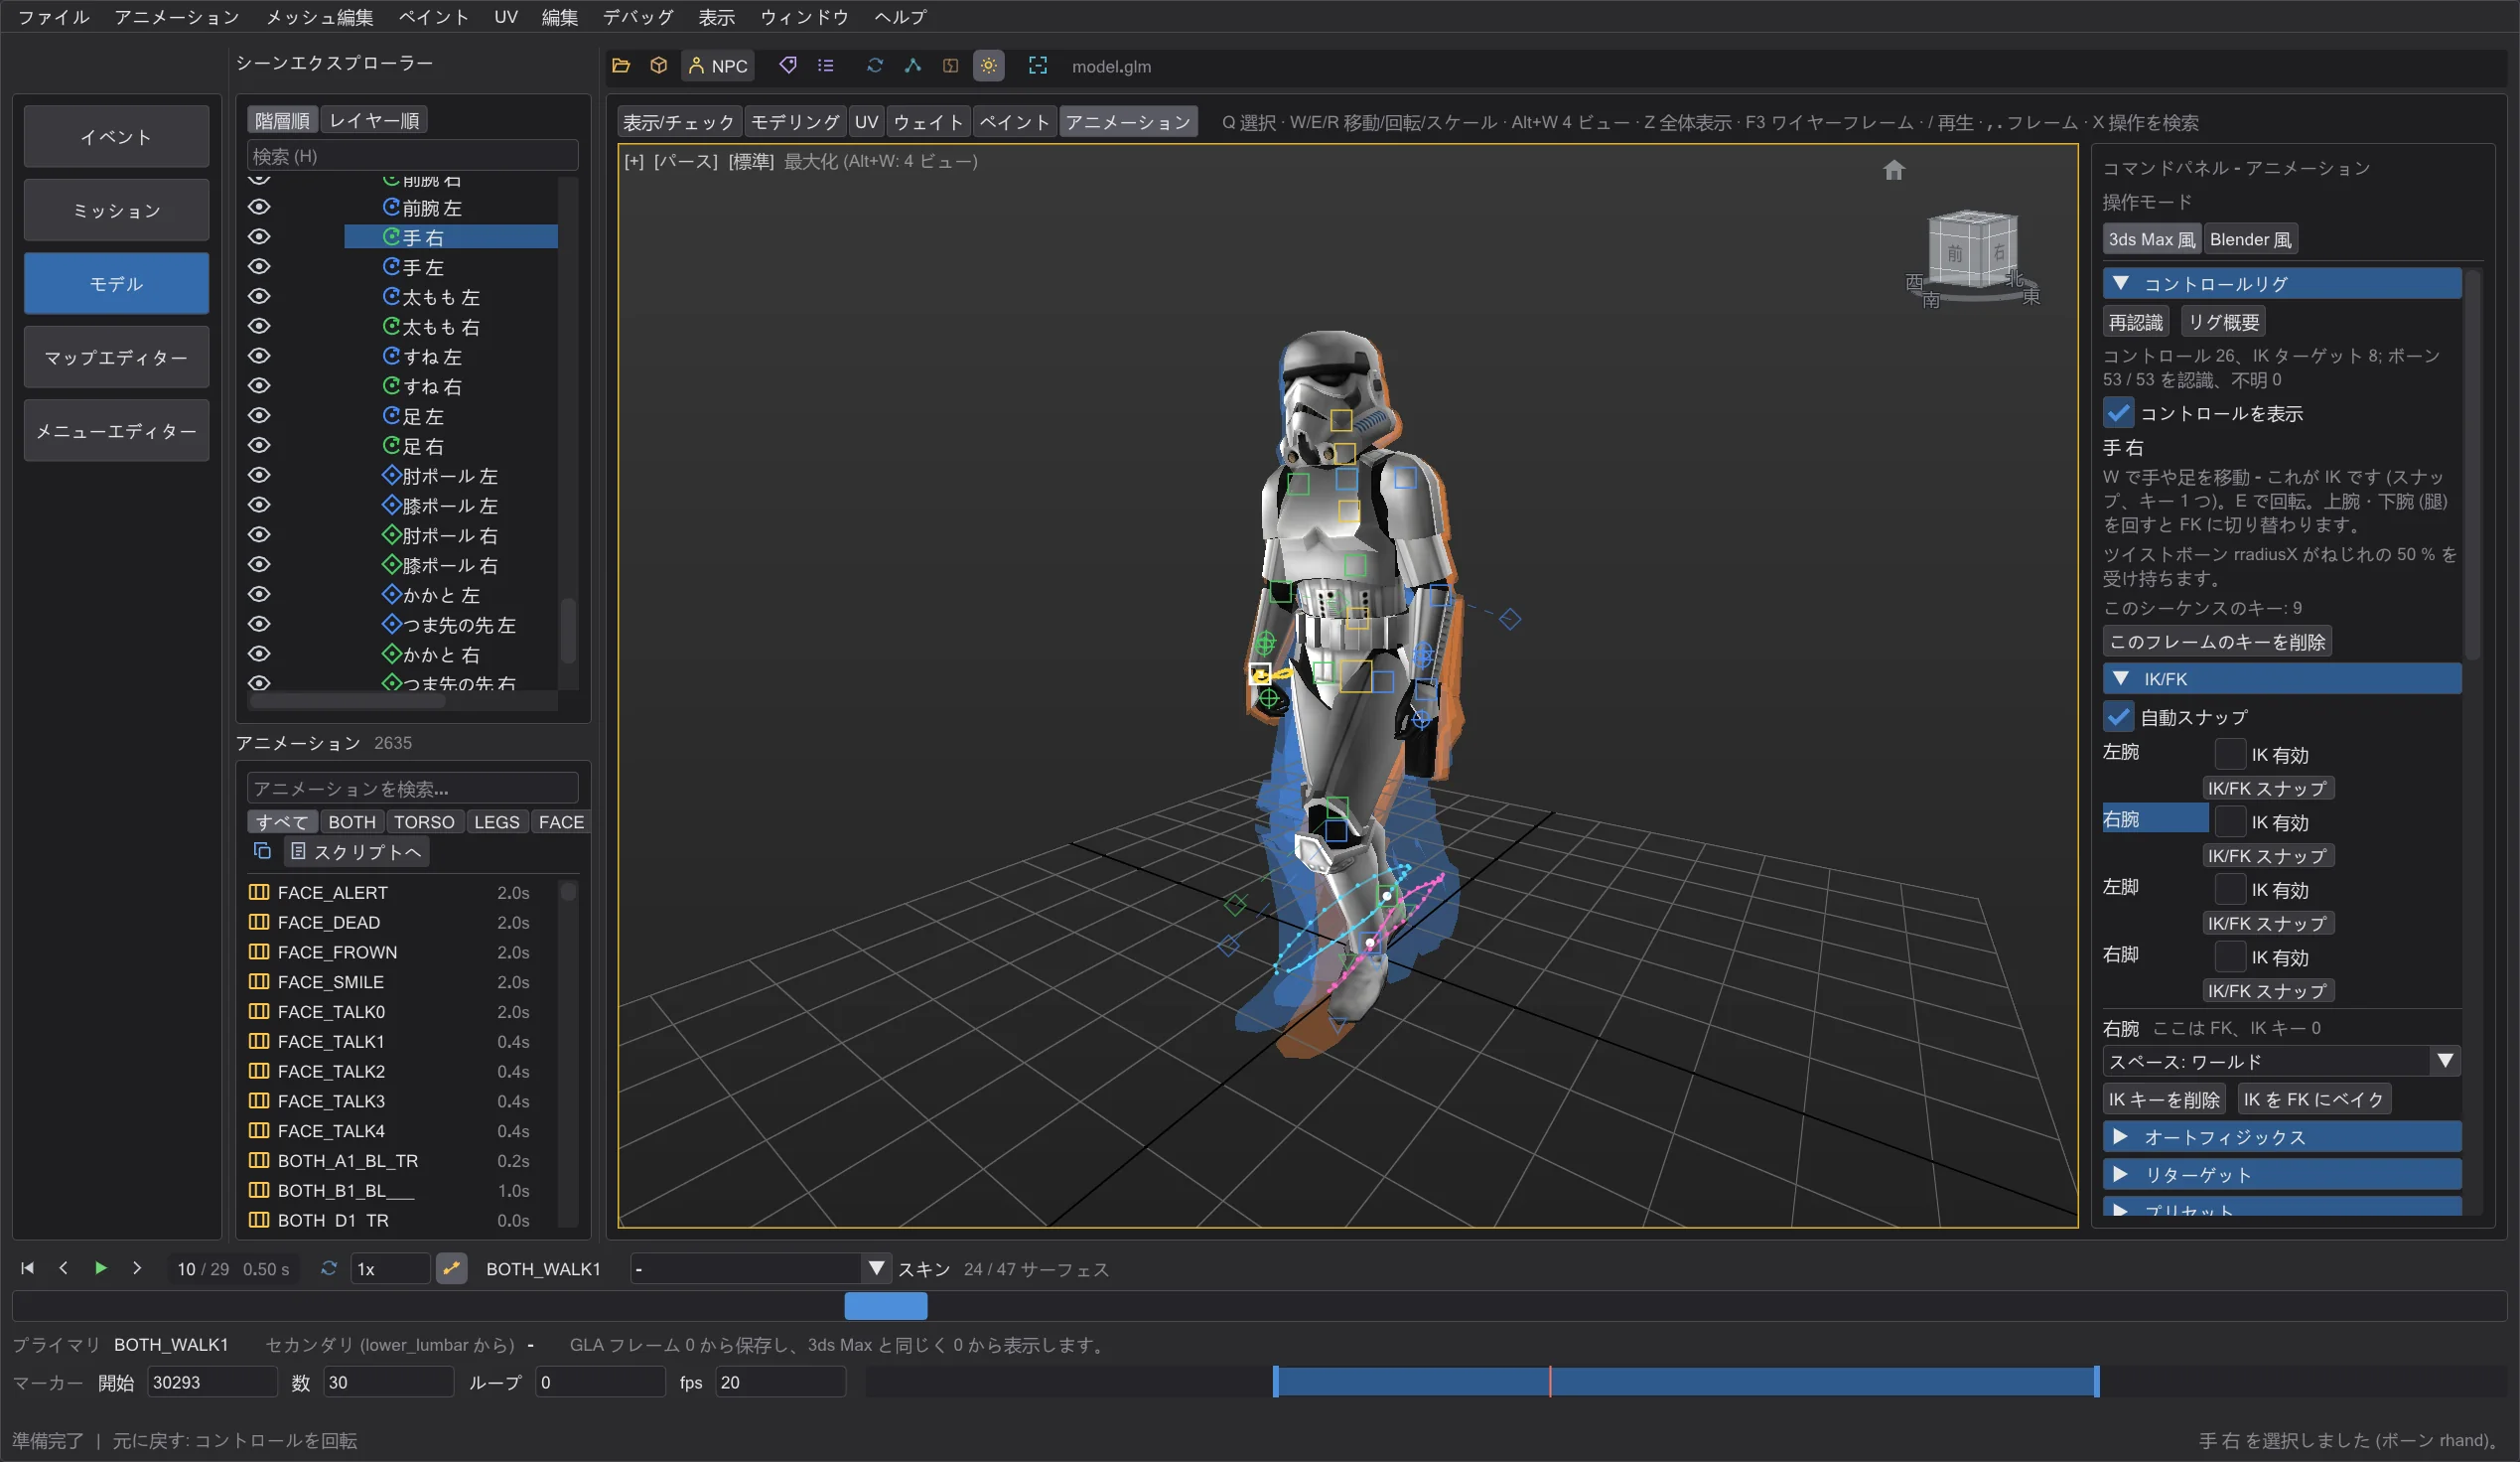 ファイル アニメーション メッシュ編集 ペイント UV 編集 デバッグ 表示 ウィンドウ ヘルプ
シーンエクスプローラー
NPC
model.glm
イベント
ミッション
モデル
マップエディター
メニューエディター
階層順 レイヤー順
検索 (H)
前腕 右
前腕 左
手 右
手 左
太もも 左
太もも 右
すね 左
すね 右
足 左
足 右
肘ポール 左
膝ポール 左
肘ポール 右
膝ポール 右
かかと 左
つま先の先 左
かかと 右
つま先の先 右
アニメーション 2635
アニメーションを検索...
すべて BOTH TORSO LEGS FACE
スクリプトへ
FACE_ALERT 2.0s
FACE_DEAD 2.0s
FACE_FROWN 2.0s
FACE_SMILE 2.0s
FACE_TALK0 2.0s
FACE_TALK1 0.4s
FACE_TALK2 0.4s
FACE_TALK3 0.4s
FACE_TALK4 0.4s
BOTH_A1_BL_TR 0.2s
BOTH_B1_BL___ 1.0s
BOTH_D1_TR 0.0s
表示/チェック モデリング UV ウェイト ペイント アニメーション Q 選択 · W/E/R 移動/回転/スケール · Alt+W 4 ビュー · Z 全体表示 · F3 ワイヤーフレーム · / 再生 · ,. フレーム · X 操作を検索
[+] [パース] [標準] 最大化 (Alt+W: 4 ビュー)
前 右
西 南 北 東
コマンドパネル - アニメーション
操作モード
3ds Max 風 Blender 風
コントロールリグ
再認識 リグ概要
コントロール 26、IK ターゲット 8; ボーン
53 / 53 を認識、不明 0
コントロールを表示
手 右
W で手や足を移動 - これが IK です (スナッ
プ、キー 1 つ)。E で回転。上腕・下腕 (腿)
を回すと FK に切り替わります。
ツイストボーン rradiusX がねじれの 50 % を
受け持ちます。
このシーケンスのキー: 9
このフレームのキーを削除
IK/FK
自動スナップ
左腕 IK 有効
IK/FK スナップ
右腕 IK 有効
IK/FK スナップ
左脚 IK 有効
IK/FK スナップ
右脚 IK 有効
IK/FK スナップ
右腕 ここは FK、IK キー 0
スペース: ワールド
IK キーを削除 IK を FK にベイク
オートフィジックス
リターゲット
プリセット
10 / 29 0.50 s 1x BOTH_WALK1 - スキン 24 / 47 サーフェス
プライマリ BOTH_WALK1 セカンダリ (lower_lumbar から) - GLA フレーム 0 から保存し、3ds Max と同じく 0 から表示します。
マーカー 開始 30293 数 30 ループ 0 fps 20
準備完了 | 元に戻す: コントロールを回転
手 右 を選択しました (ボーン rhand)。